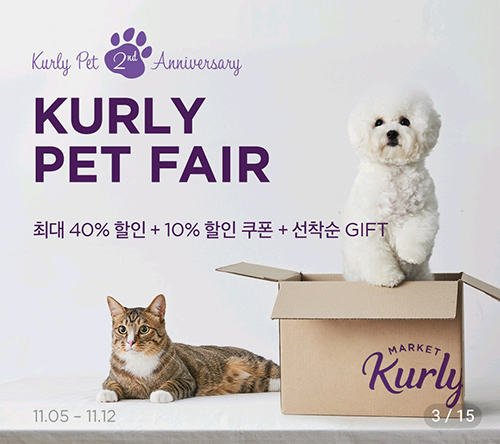 Kurly Pet 2nd Anniversary
KURLY
PET FAIR
최대 40% 할인 + 10% 할인 쿠폰 + 선착순 GIFT
MARKET
Kurly
11.05 – 11.12
3 / 15